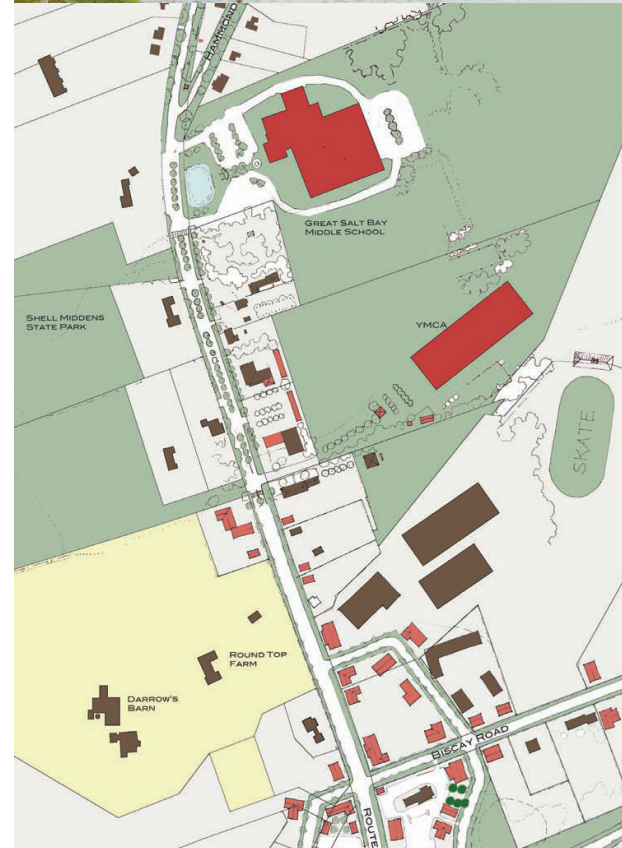 HAMMOND
GREAT SALT BAY
MIDDLE SCHOOL
SHELL MIDDENS
STATE PARK
YMCA
SKATE
ROUND TOP
FARM
DARROW'S
BARN
BISCAY ROAD
ROUTE